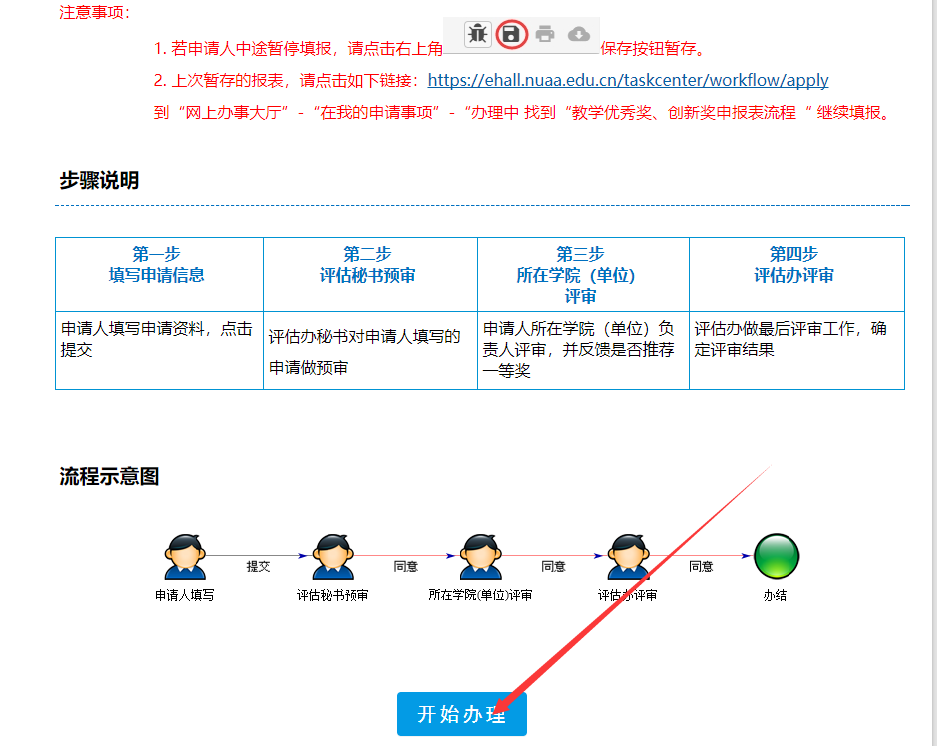 注意事项：
1. 若申请人中途暂停填报，请点击右上角 保存按钮暂存。
2. 上次暂存的报表，请点击如下链接：https://ehall.nuaa.edu.cn/taskcenter/workflow/apply
到“网上办事大厅”-“在我的申请事项”-“办理中 找到“教学优秀奖、创新奖申报表流程 “ 继续填报。
步骤说明
第一步
填写申请信息
第二步
评估秘书预审
第三步
所在学院（单位）
评审
第四步
评估办评审
申请人填写申请资料，点击
提交
评估办秘书对申请人填写的
申请做预审
申请人所在学院（单位）负
责人评审，并反馈是否推荐
一等奖
评估办做最后评审工作，确
定评审结果
流程示意图
提交
同意
同意
同意
申请人填写
评估秘书预审
所在学院(单位)评审
评估办评审
办结
开始办理